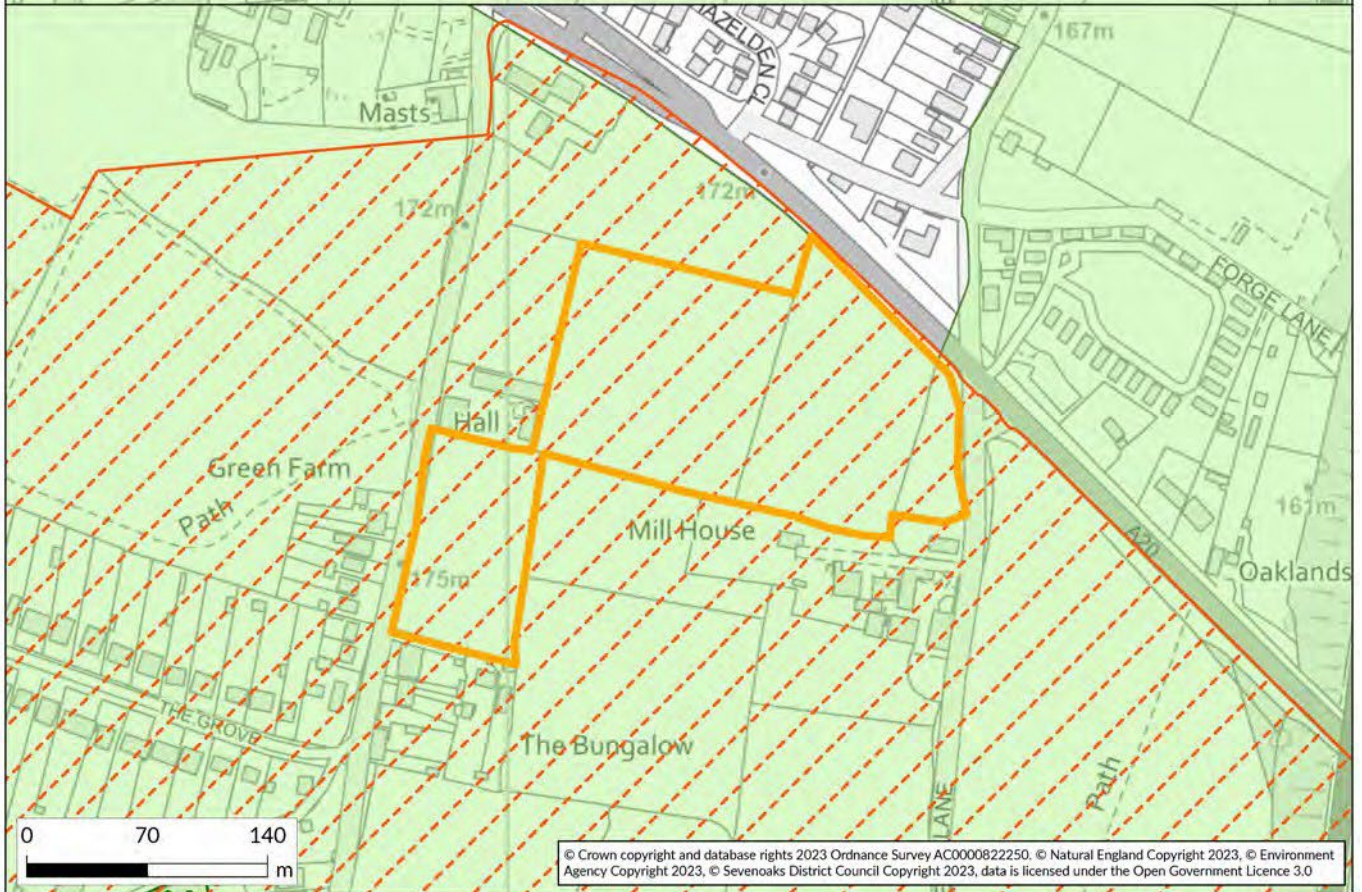 HAZELDEN CL
167m
Masts
172m
172m
FORGE LANE
Hall
Green Farm
Path
Mill House
161m
A20
175m
Oaklands
THE GROVE
The Bungalow
Path
LANE
0 70 140
m
© Crown copyright and database rights 2023 Ordnance Survey AC0000822250. © Natural England Copyright 2023, © Environment
Agency Copyright 2023, © Sevenoaks District Council Copyright 2023, data is licensed under the Open Government Licence 3.0